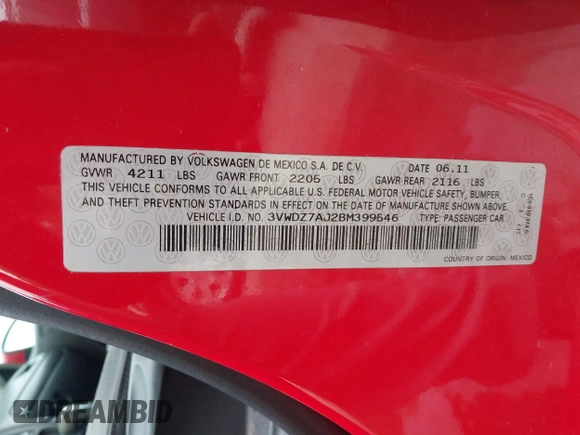 MANUFACTURED BY VOLKSWAGEN DE MEXICO S.A. DE C.V. DATE 06.11
GVWR 4211 LBS GAWR FRONT 2205 LBS GAWR REAR 2116 LBS
THIS VEHICLE CONFORMS TO ALL APPLICABLE U.S. FEDERAL MOTOR VEHICLE SAFETY, BUMPER,
AND THEFT PREVENTION STANDARDS IN EFFECT ON THE DATE OF MANUFACTURE SHOWN ABOVE.
VEHICLE I.D. NO. 3VWDZ7AJ2BM399546 TYPE: PASSENGER CAR
COUNTRY OF ORIGIN: MEXICO
DREAMBID